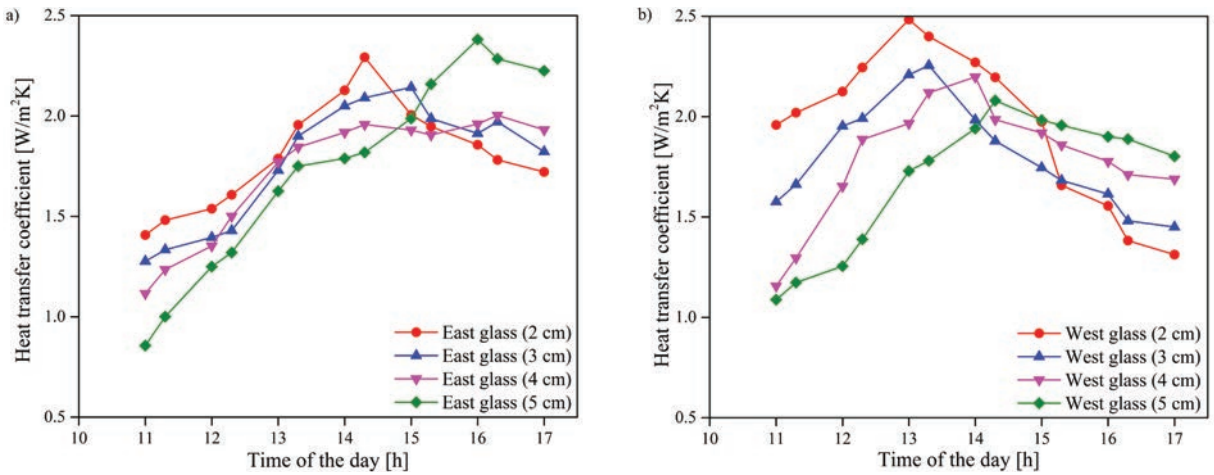 a)
Heat transfer coefficient [W/m²K]
2.5
2.0
1.5
1.0
0.5
10 11 12 13 14 15 16 17
Time of the day [h]
East glass (2 cm)
East glass (3 cm)
East glass (4 cm)
East glass (5 cm)
b)
Heat transfer coefficient [W/m²K]
2.5
2.0
1.5
1.0
0.5
10 11 12 13 14 15 16 17
Time of the day [h]
West glass (2 cm)
West glass (3 cm)
West glass (4 cm)
West glass (5 cm)